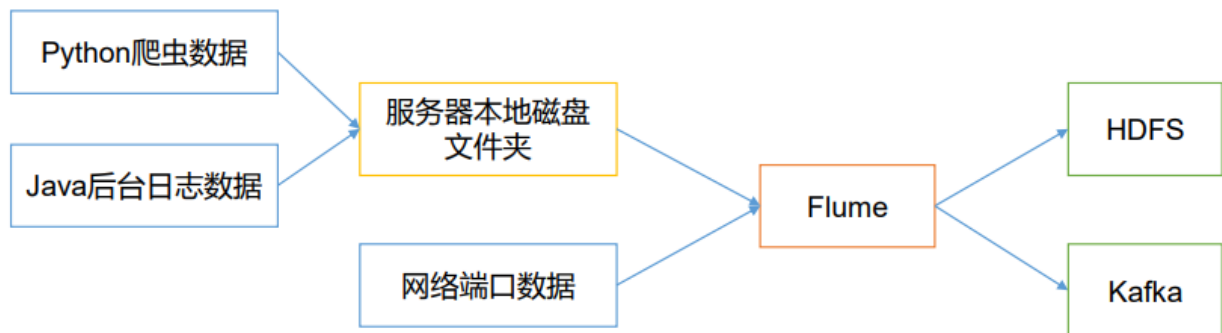 Python爬虫数据
Java后台日志数据
服务器本地磁盘
文件夹
网络端口数据
Flume
HDFS
Kafka